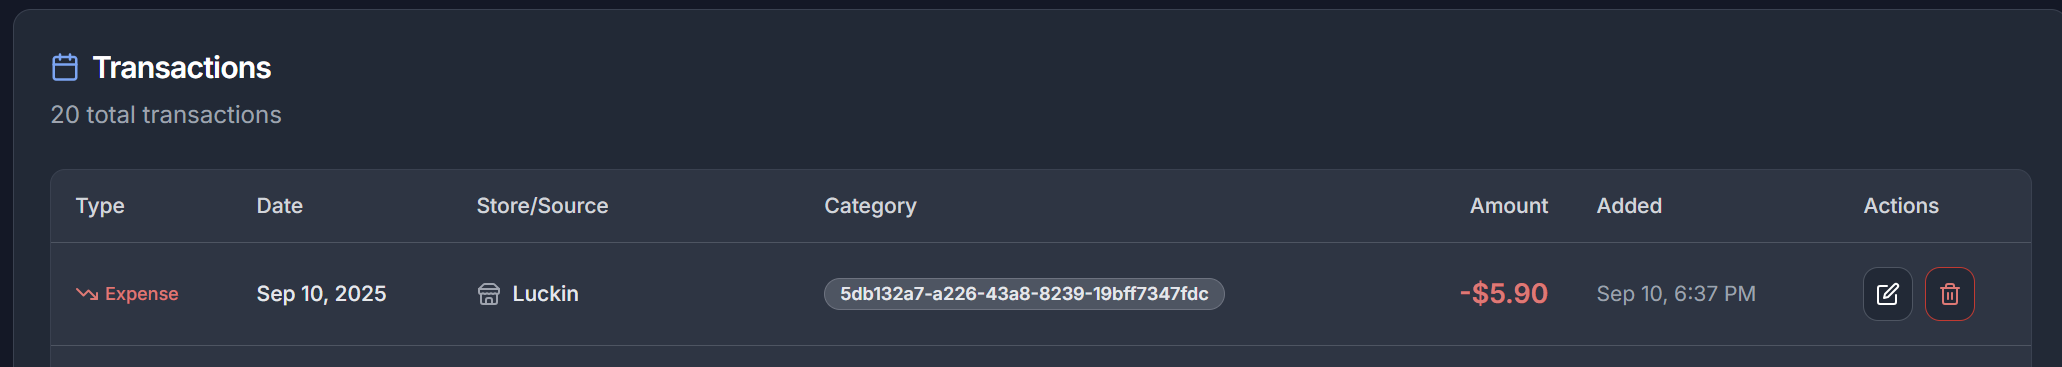 Transactions
20 total transactions
Type Date Store/Source Category Amount Added Actions
Expense Sep 10, 2025 Luckin 5db132a7-a226-43a8-8239-19bff7347fdc -$5.90 Sep 10, 6:37 PM